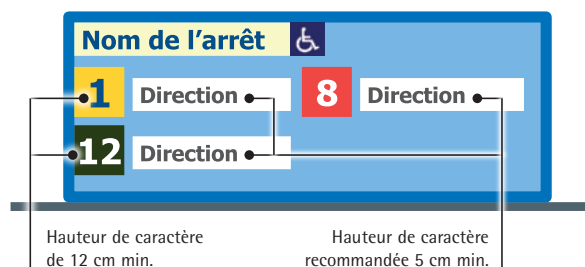 Nom de l'arrêt
1 Direction 8 Direction
12 Direction
Hauteur de caractère
de 12 cm min.
Hauteur de caractère
recommandée 5 cm min.